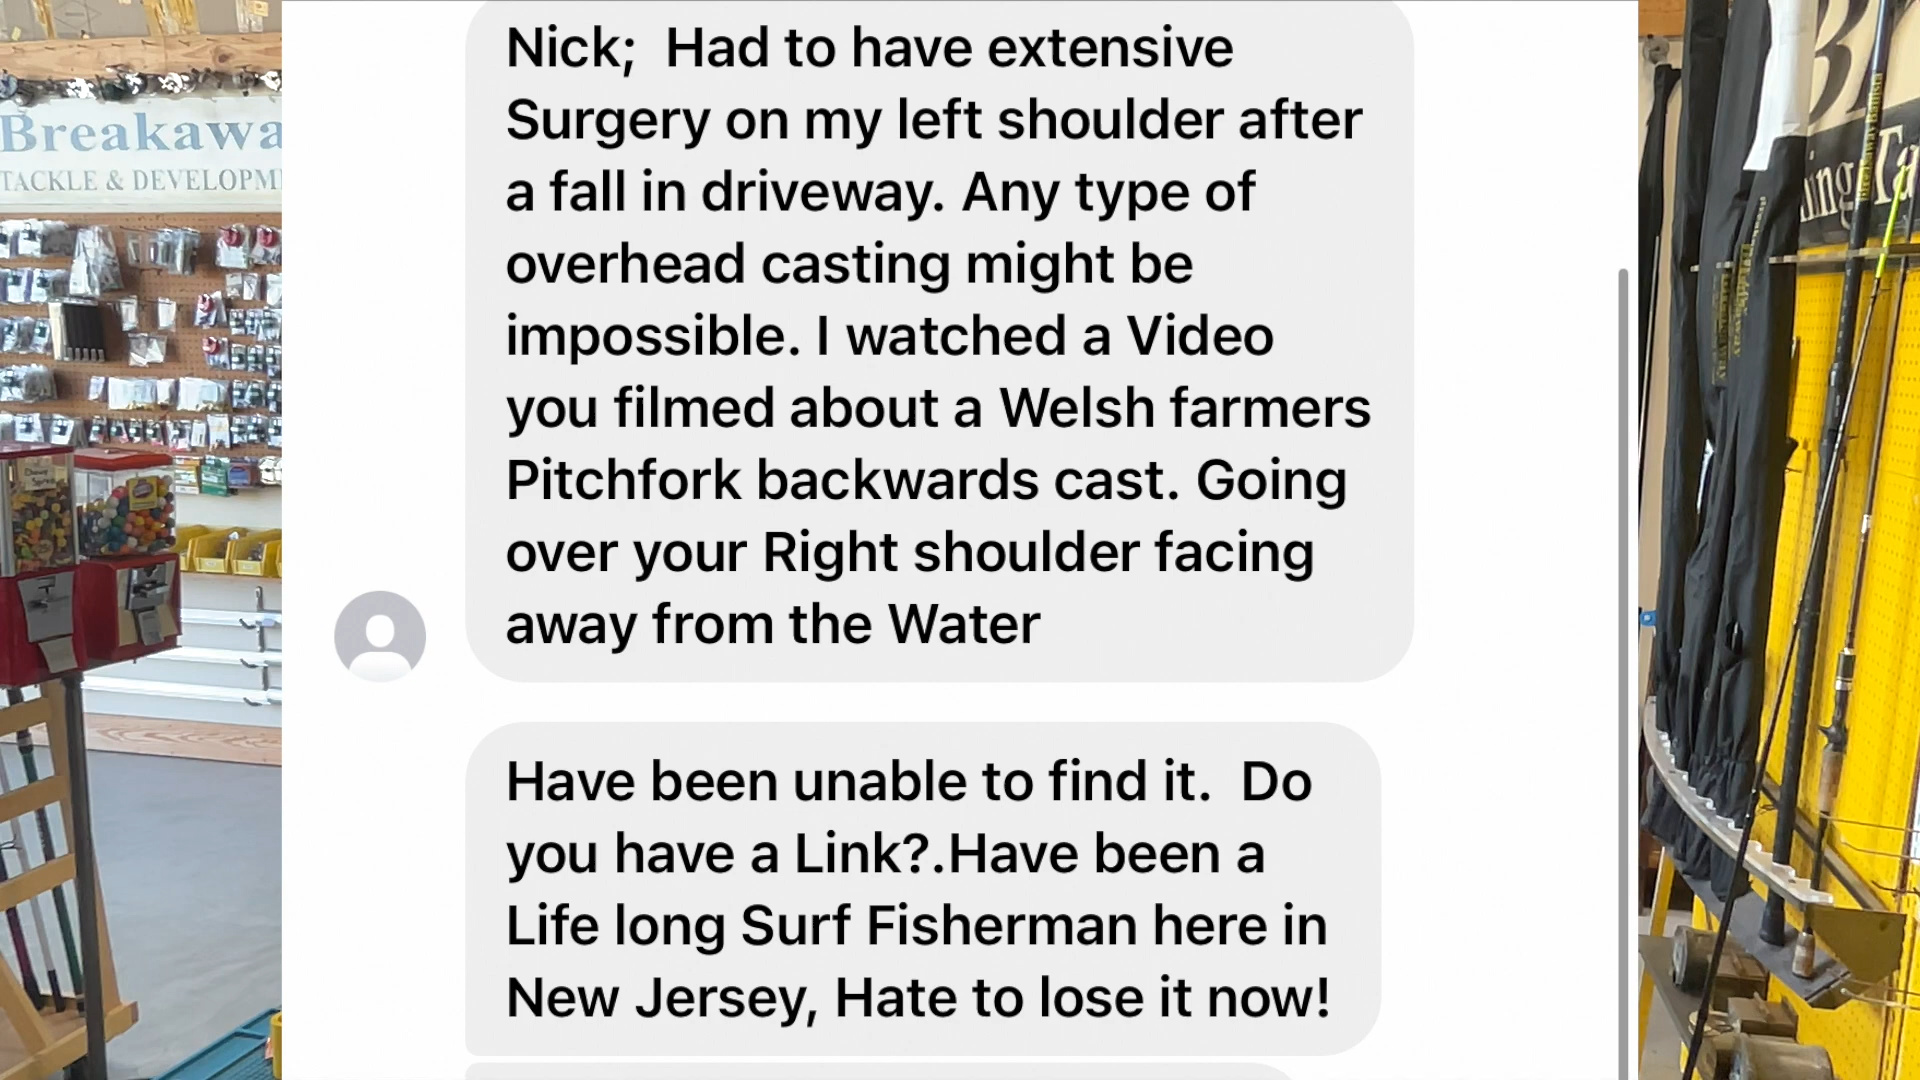 Nick;  Had to have extensive
Surgery on my left shoulder after
a fall in driveway. Any type of
overhead casting might be
impossible. I watched a Video
you filmed about a Welsh farmers
Pitchfork backwards cast. Going
over your Right shoulder facing
away from the Water
Have been unable to find it.  Do
you have a Link?.Have been a
Life long Surf Fisherman here in
New Jersey, Hate to lose it now!
Breakawa
TACKLE & DEVELOPM